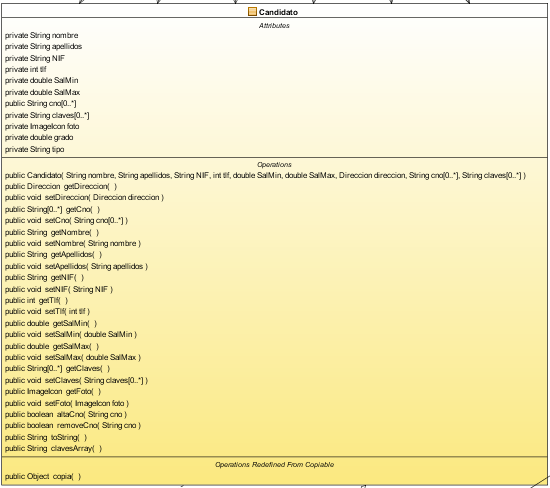 Candidato
Attributes
private String nombre
private String apellidos
private String NIF
private int tlf
private double SalMin
private double SalMax
public String cno[0..*]
private String claves[0..*]
private ImageIcon foto
private double grado
private String tipo
Operations
public Candidato( String nombre, String apellidos, String NIF, int tlf, double SalMin, double SalMax, Direccion direccion, String cno[0..*], String claves[0..*] )
public Direccion getDireccion( )
public void setDireccion( Direccion direccion )
public String[0..*] getCno( )
public void setCno( String cno[0..*] )
public String getNombre( )
public void setNombre( String nombre )
public String getApellidos( )
public void setApellidos( String apellidos )
public String getNIF( )
public void setNIF( String NIF )
public int getTlf( )
public void setTlf( int tlf )
public double getSalMin( )
public void setSalMin( double SalMin )
public double getSalMax( )
public void setSalMax( double SalMax )
public String[0..*] getClaves( )
public void setClaves( String claves[0..*] )
public ImageIcon getFoto( )
public void setFoto( ImageIcon foto )
public boolean altaCno( String cno )
public boolean removeCno( String cno )
public String toString( )
public String clavesArray( )
Operations Redefined From Copiable
public Object copia( )